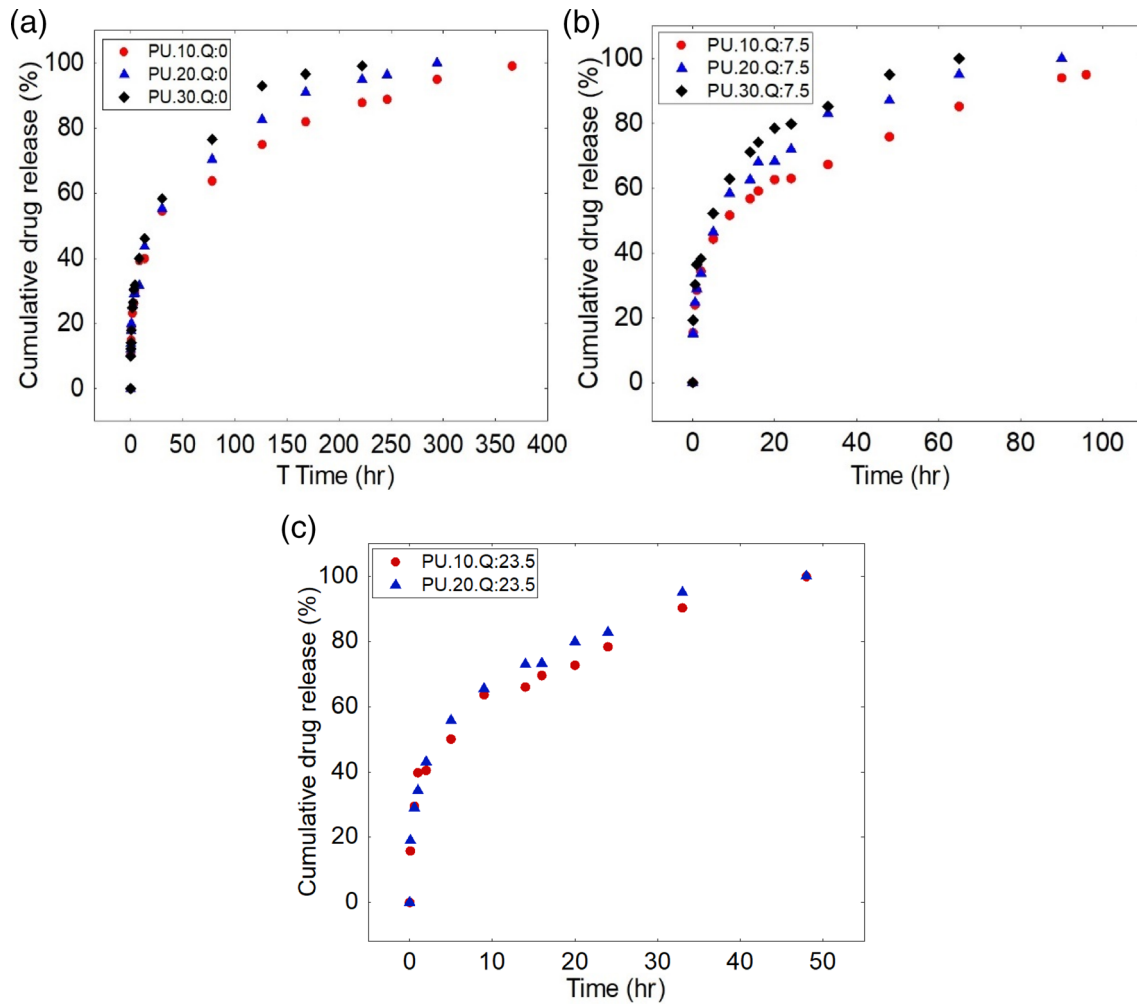 (a)
PU.10.Q:0
PU.20.Q:0
PU.30.Q:0
Cumulative drug release (%)
100
80
60
40
20
0
0 50 100 150 200 250 300 350 400
T Time (hr)
(b)
PU.10.Q:7.5
PU.20.Q:7.5
PU.30.Q:7.5
Cumulative drug release (%)
100
80
60
40
20
0
0 20 40 60 80 100
Time (hr)
(c)
PU.10.Q:23.5
PU.20.Q:23.5
Cumulative drug release (%)
100
80
60
40
20
0
0 10 20 30 40 50
Time (hr)